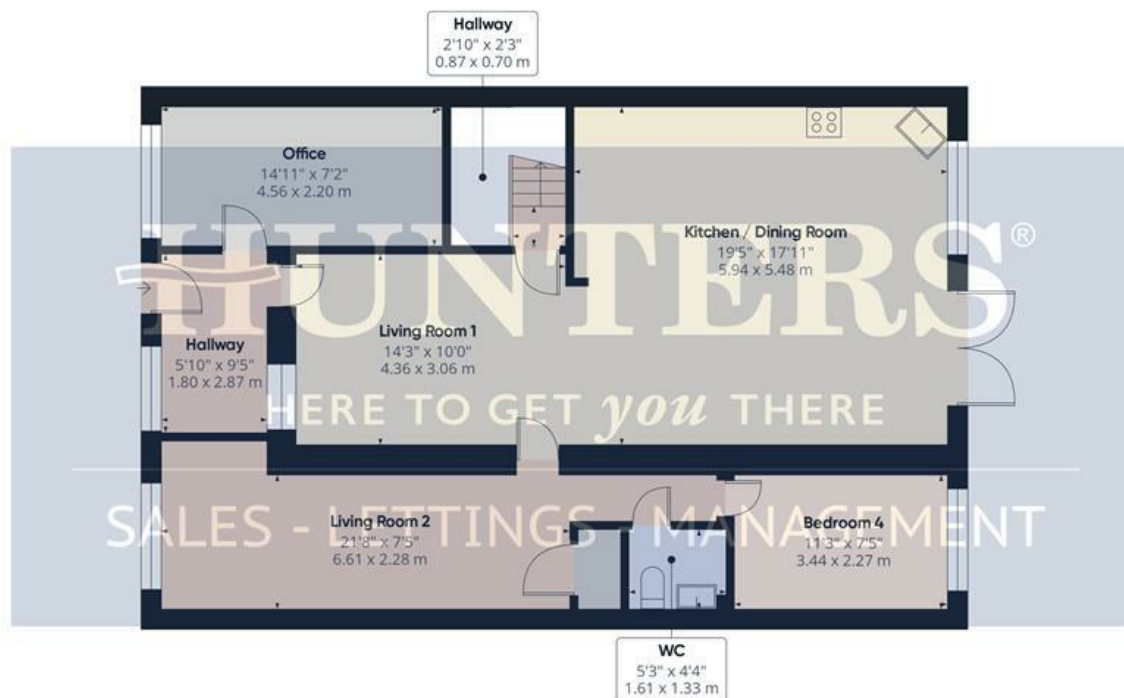 Hallway
2'10" x 2'3"
0.87 x 0.70 m
Office
14'11" x 7'2"
4.56 x 2.20 m
Kitchen / Dining Room
19'5" x 17'11"
5.94 x 5.48 m
HUNTERS®
Living Room 1
14'3" x 10'0"
4.36 x 3.06 m
Hallway
5'10" x 9'5"
1.80 x 2.87 m
HERE TO GET you THERE
Living Room 2
21'8" x 7'5"
6.61 x 2.28 m
Bedroom 4
11'3" x 7'5"
3.44 x 2.27 m
SALES - LETTINGS - MANAGEMENT
WC
5'3" x 4'4"
1.61 x 1.33 m